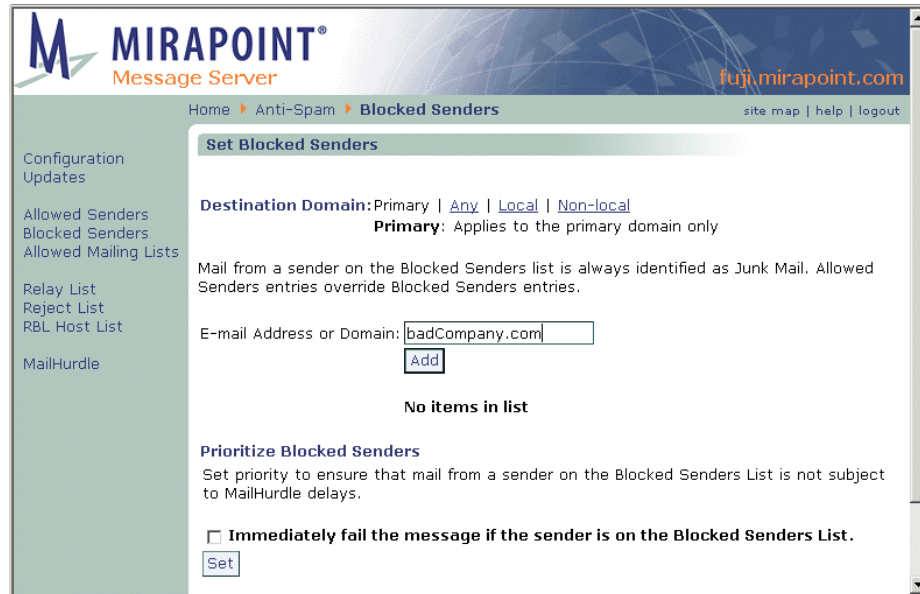 MIRAPOINT®
Message Server
fuji.mirapoint.com
Home Anti-Spam Blocked Senders
site map | help | logout
Configuration
Updates
Allowed Senders
Blocked Senders
Allowed Mailing Lists
Relay List
Reject List
RBL Host List
MailHurdle
Set Blocked Senders
Destination Domain: Primary | Any | Local | Non-local
Primary: Applies to the primary domain only
Mail from a sender on the Blocked Senders list is always identified as Junk Mail. Allowed
Senders entries override Blocked Senders entries.
E-mail Address or Domain: badCompany.com
Add
No items in list
Prioritize Blocked Senders
Set priority to ensure that mail from a sender on the Blocked Senders List is not subject
to MailHurdle delays.
Immediately fail the message if the sender is on the Blocked Senders List.
Set